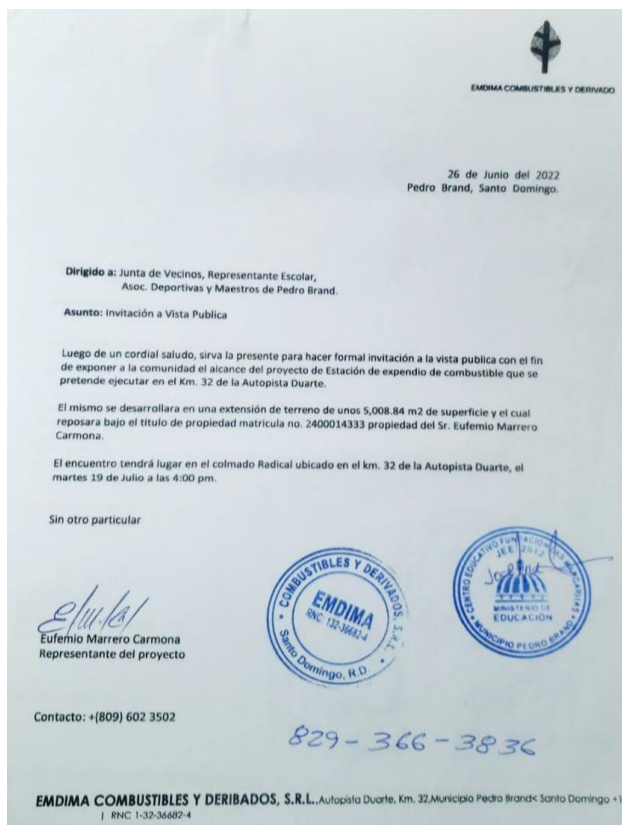 EMDIMA COMBUSTIBLES Y DERIVADO
26 de Junio del 2022
Pedro Brand, Santo Domingo.
Dirigido a: Junta de Vecinos, Representante Escolar,
Asoc. Deportivas y Maestros de Pedro Brand.
Asunto: Invitación a Vista Publica
Luego de un cordial saludo, sirva la presente para hacer formal invitación a la vista publica con el fin
de exponer a la comunidad el alcance del proyecto de Estación de expendio de combustible que se
pretende ejecutar en el Km. 32 de la Autopista Duarte.
El mismo se desarrollara en una extensión de terreno de unos 5,008.84 m2 de superficie y el cual
reposara bajo el titulo de propiedad matricula no. 2400014333 propiedad del Sr. Eufemio Marrero
Carmona.
El encuentro tendrá lugar en el colmado Radical ubicado en el km. 32 de la Autopista Duarte, el
martes 19 de Julio a las 4:00 pm.
Sin otro particular
COMBUSTIBLES Y DERIVADOS, S.R.L.
EMDIMA
RNC: 132-36682-4
Santo Domingo, R.D.
CENTRO EDUCATIVO FUNDACION LAS MARGARITAS
JEE 2012
MINISTERIO DE
EDUCACIÓN
MUNICIPIO PEDRO BRAND
Eufemio Marrero Carmona
Representante del proyecto
Contacto: +(809) 602 3502
829-366-3836
EMDIMA COMBUSTIBLES Y DERIBADOS, S.R.L..Autopista Duarte, Km. 32,Municipio Pedro Brand< Santo Domingo
| RNC 1-32-36682-4